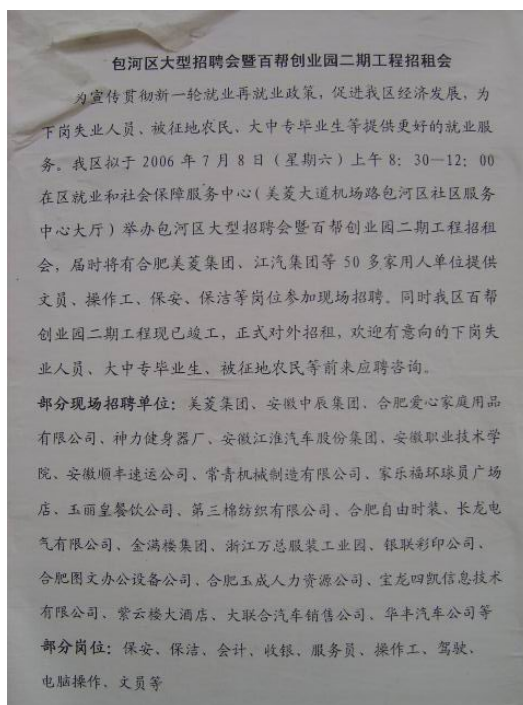 包河区大型招聘会暨百帮创业园二期工程招租会
为宣传贯彻新一轮就业再就业政策，促进我区经济发展，为
下岗失业人员、被征地农民、大中专毕业生等提供更好的就业服
务。我区拟于 2006 年 7 月 8 日（星期六）上午 8：30—12：00
在区就业和社会保障服务中心（美菱大道机场路包河区社区服务
中心大厅）举办包河区大型招聘会暨百帮创业园二期工程招租
会，届时将有合肥美菱集团、江汽集团等 50 多家用人单位提供
文员、操作工、保安、保洁等岗位参加现场招聘。同时我区百帮
创业园二期工程现已竣工，正式对外招租，欢迎有意向的下岗失
业人员、大中专毕业生、被征地农民等前来应聘咨询。
部分现场招聘单位：美菱集团、安徽中辰集团、合肥爱心家庭用品
有限公司、神力健身器厂、安徽江淮汽车股份集团、安徽职业技术学
院、安徽顺丰速运公司、常青机械制造有限公司、家乐福环球员广场
店、玉丽皇餐饮公司、第三棉纺织有限公司、合肥自由时装、长龙电
气有限公司、金满楼集团、浙江万总服装工业园、银联彩印公司、
合肥图文办公设备公司、合肥玉成人力资源公司、宝龙四凯信息技术
有限公司、紫云楼大酒店、大联合汽车销售公司、华丰汽车公司等
部分岗位：保安、保洁、会计、收银、服务员、操作工、驾驶、
电脑操作、文员等